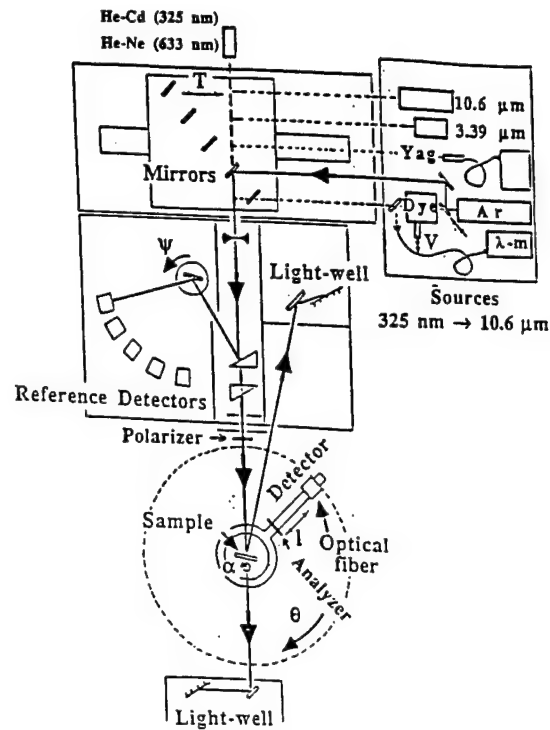 He-Cd (325 nm)
He-Ne (633 nm)
T
10.6 µm
3.39 µm
Yag
Mirrors
Dye
Ar
V
λ-m
Sources
325 nm → 10.6 µm
Ψ
Light-well
Reference Detectors
Polarizer
Detector
Sample
l
Optical
fiber
Analyzer
α
θ
Light-well